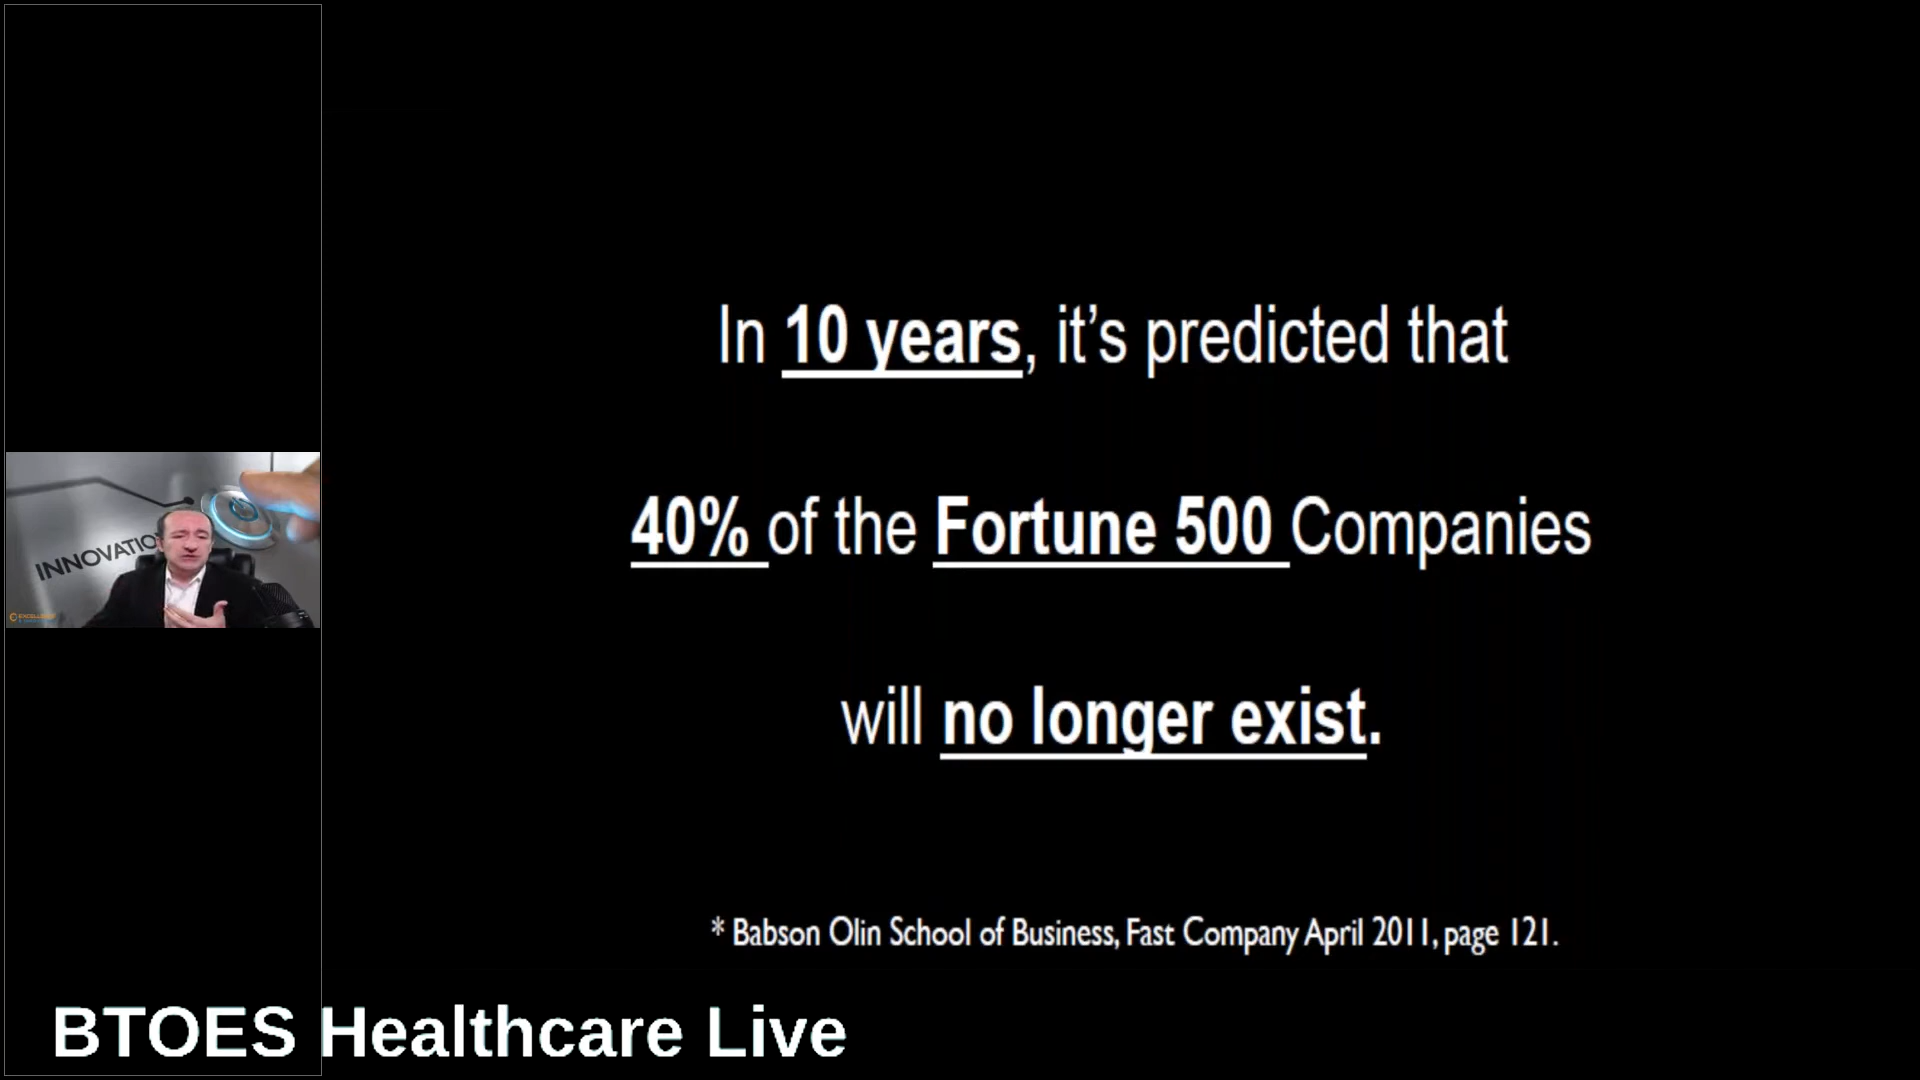 In 10 years, it’s predicted that
40% of the Fortune 500 Companies
will no longer exist.
* Babson Olin School of Business, Fast Company April 2011, page 121.
INNOVATIO
BTOES Healthcare Live